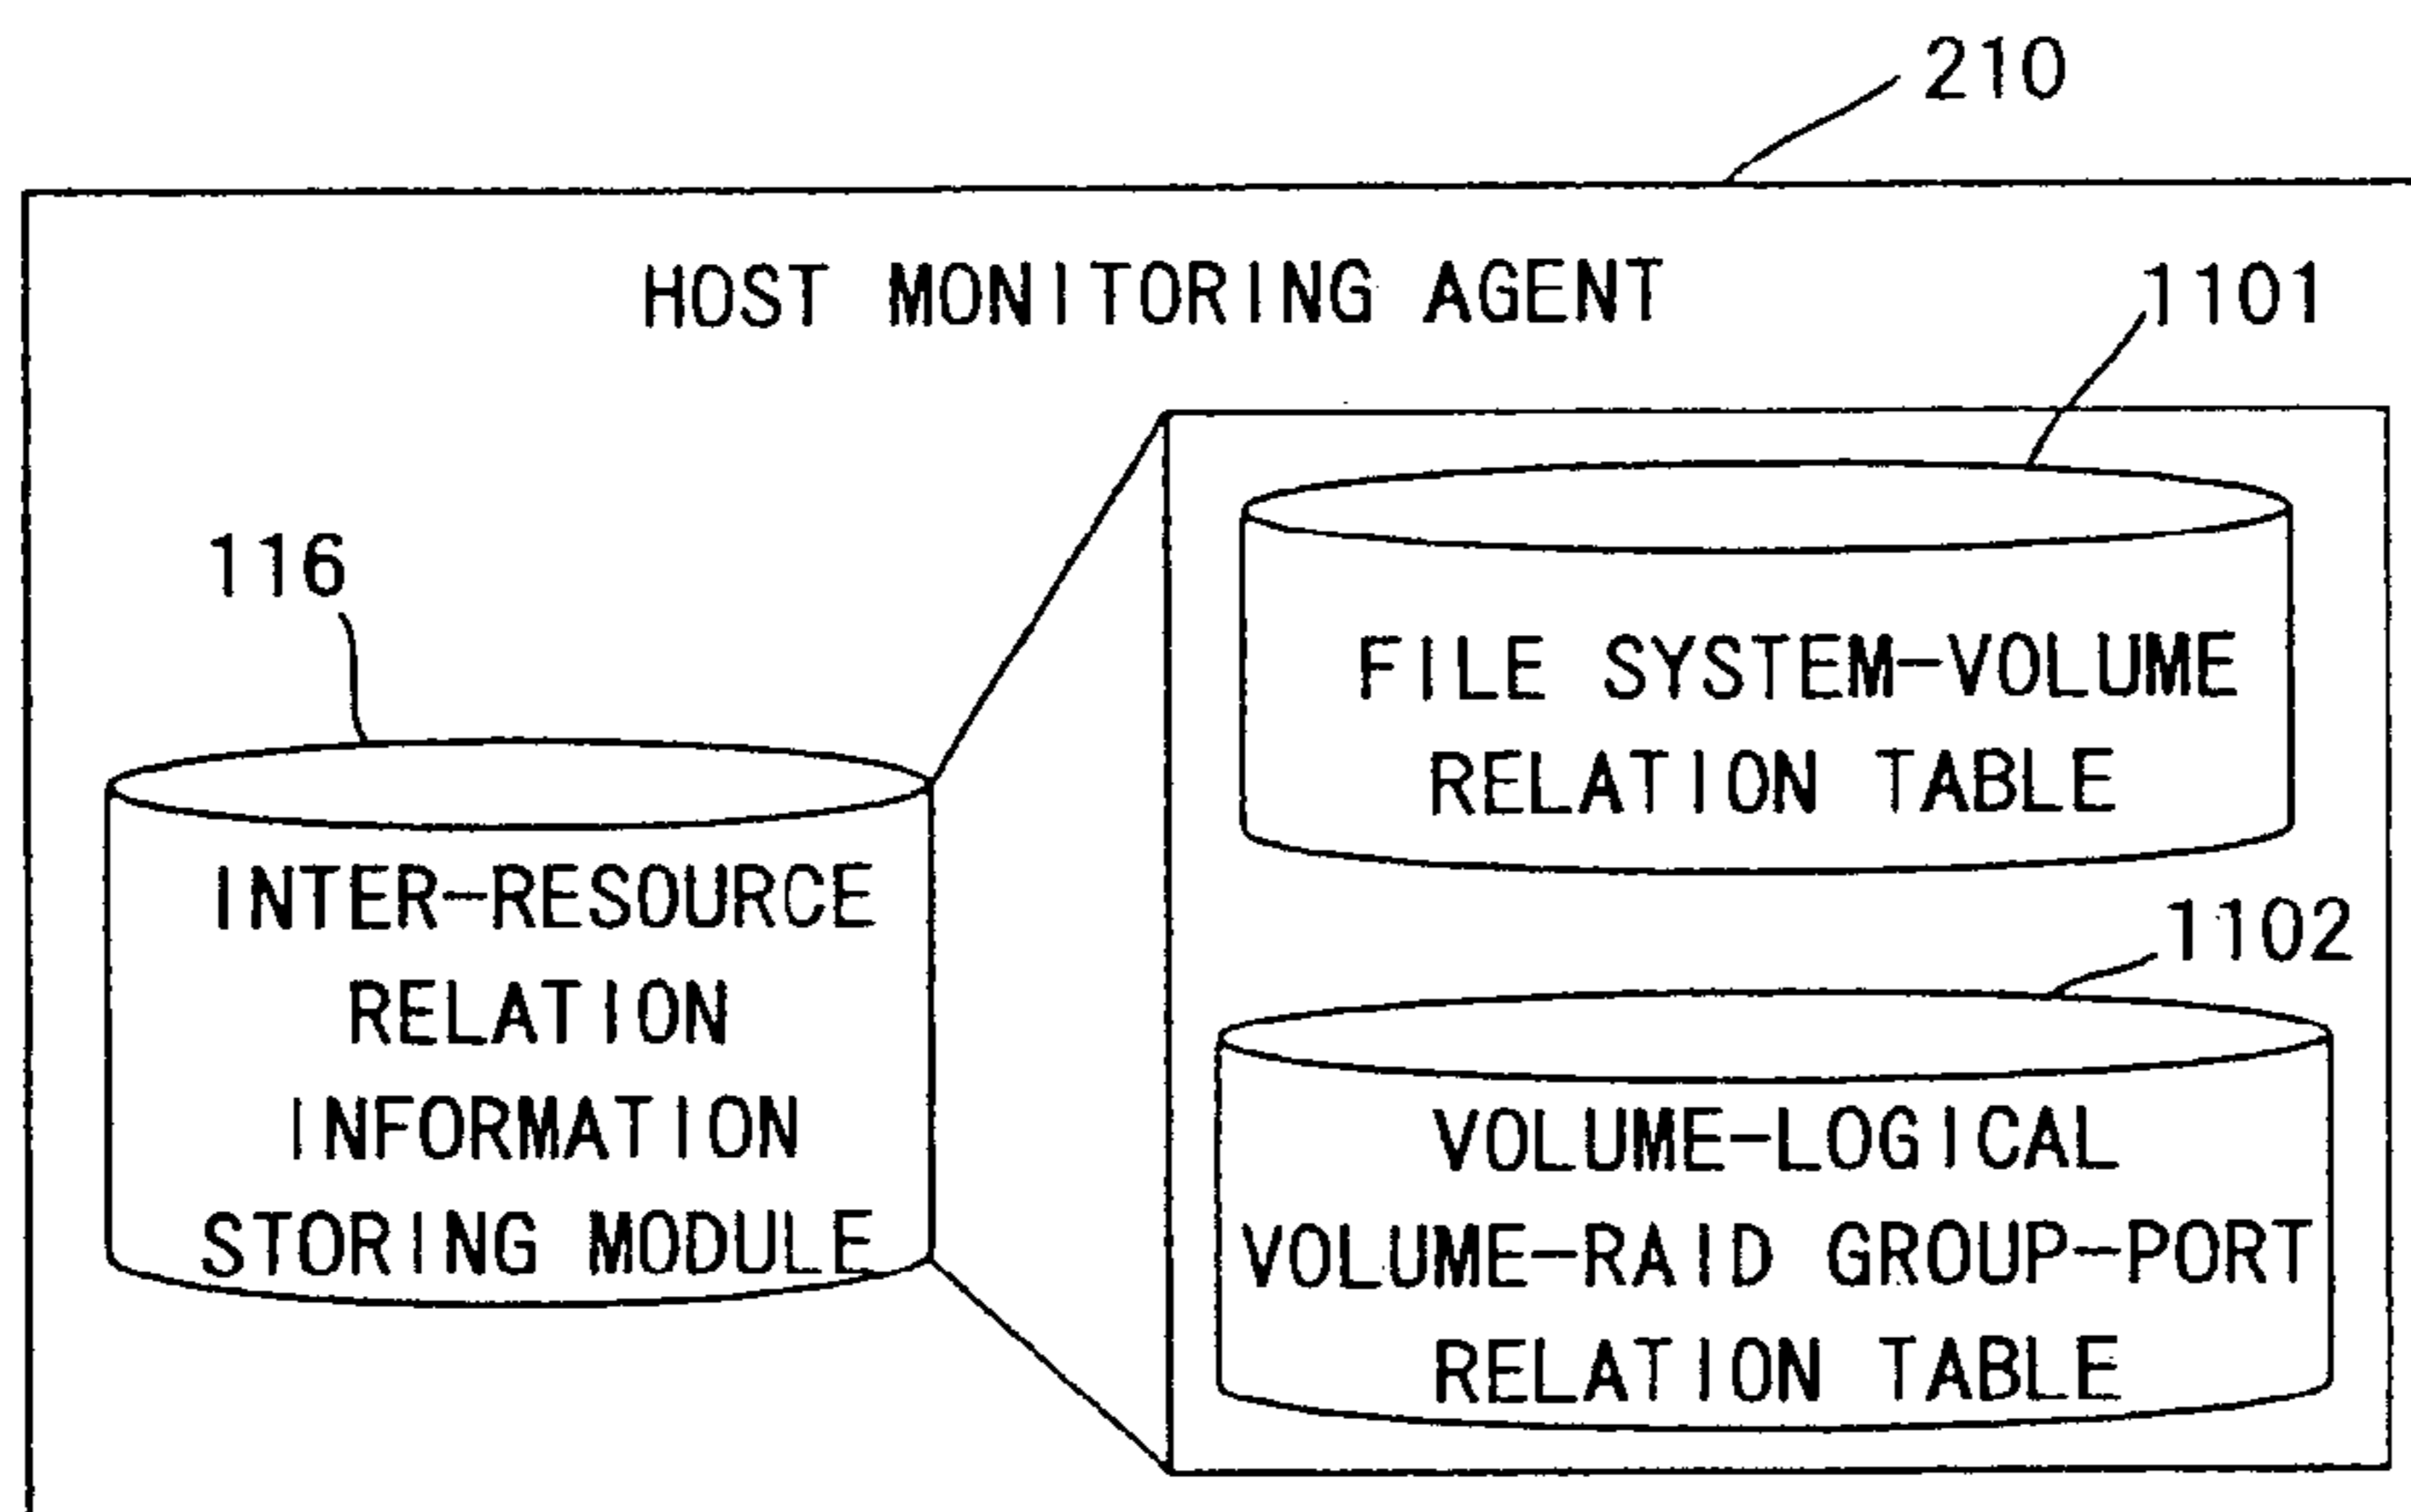 210
HOST MONITORING AGENT
1101
116
FILE SYSTEM-VOLUME
RELATION TABLE
INTER-RESOURCE
RELATION
INFORMATION
STORING MODULE
1102
VOLUME-LOGICAL
VOLUME-RAID GROUP-PORT
RELATION TABLE